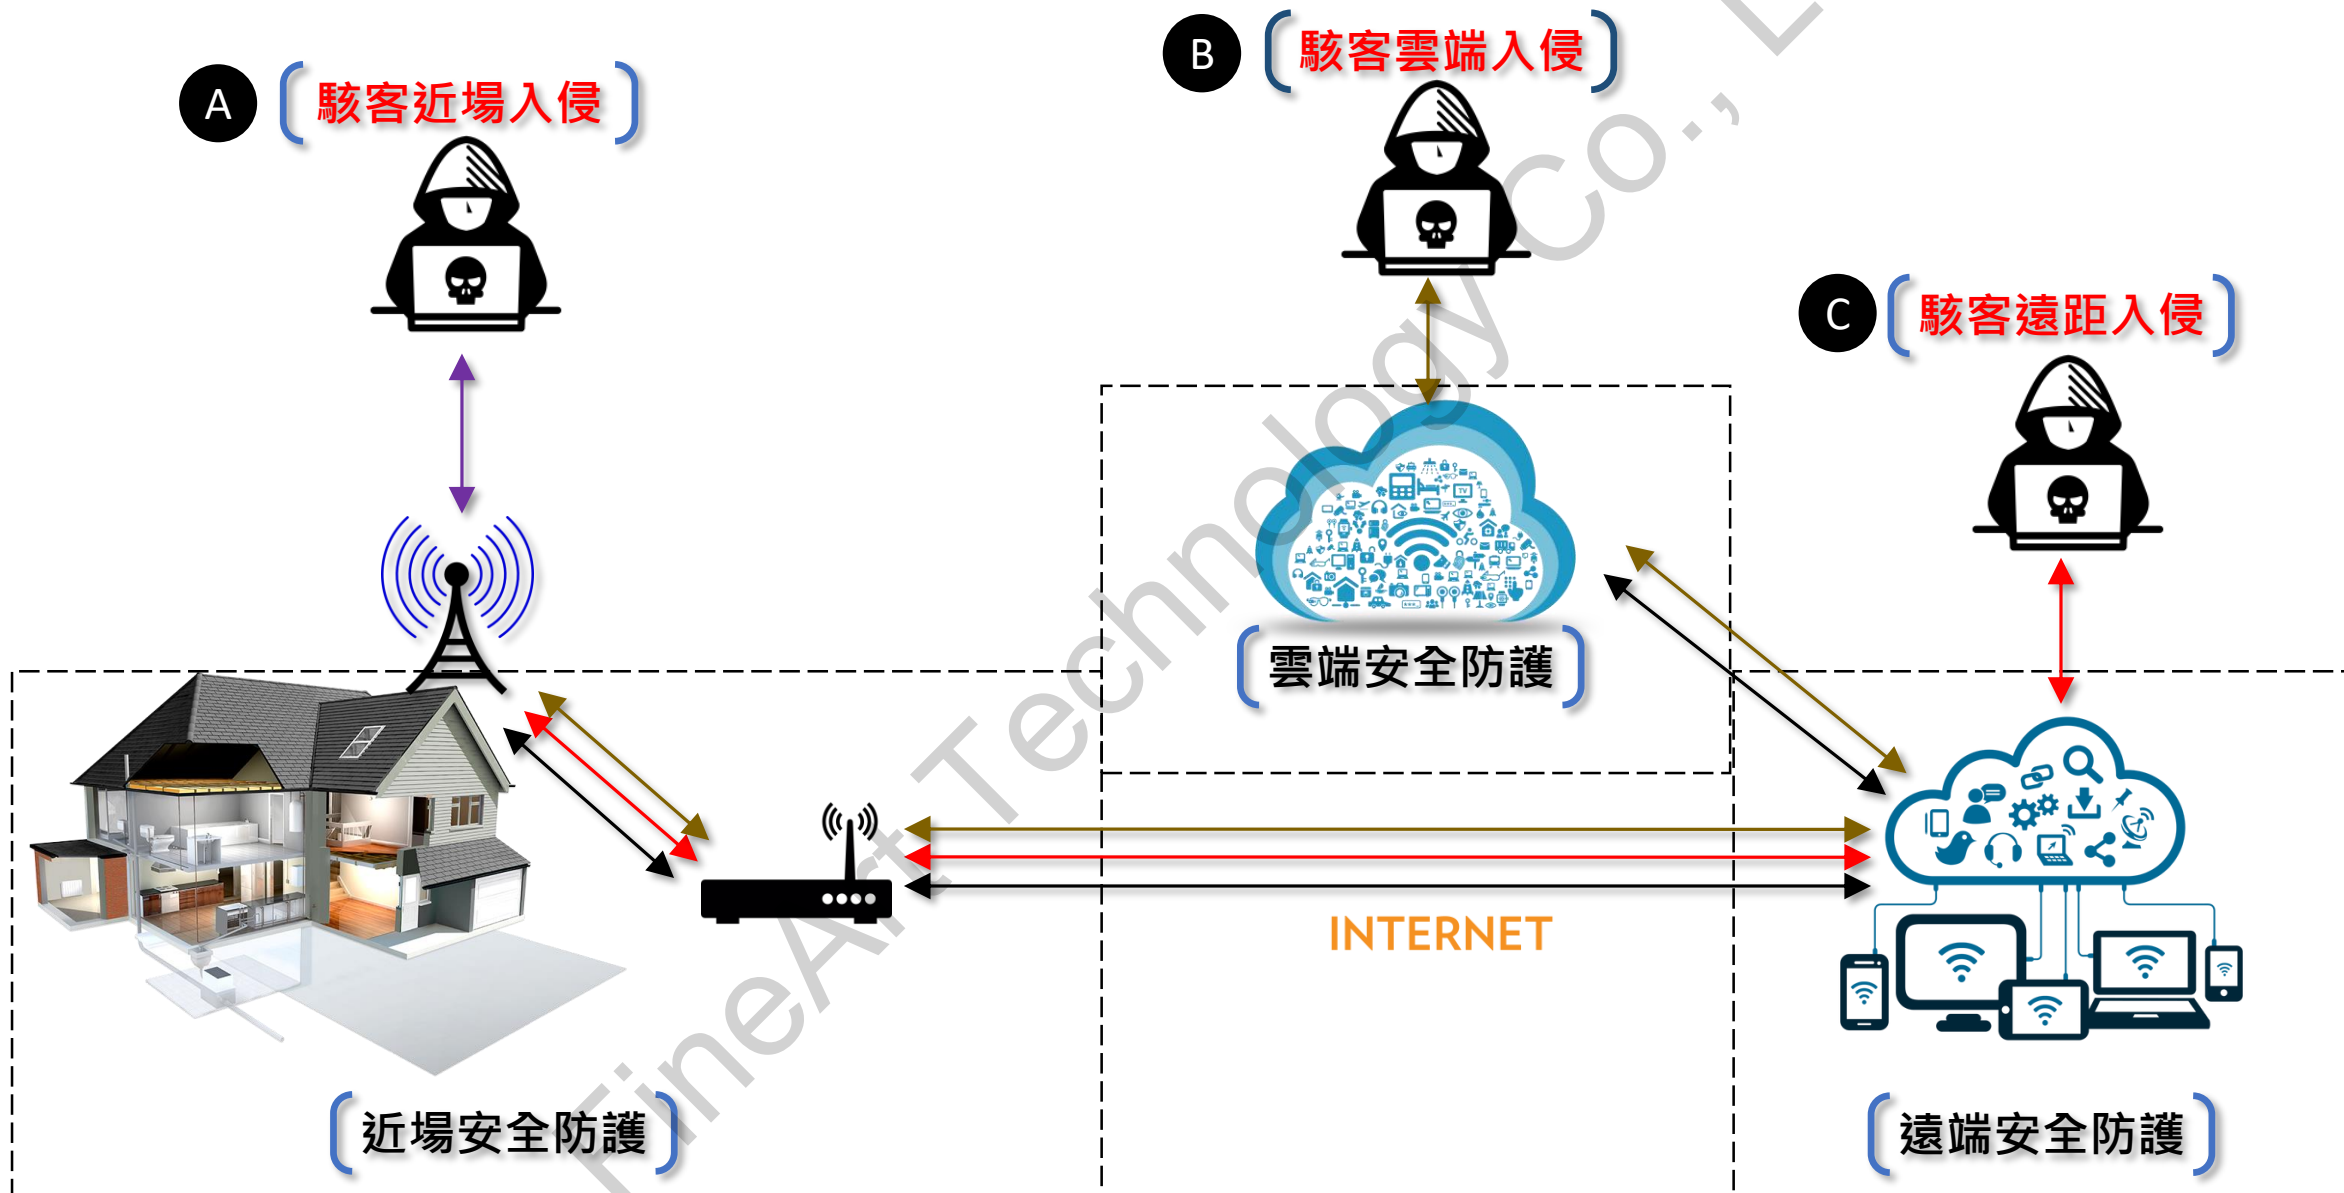 A
駭客近場入侵
B
駭客雲端入侵
C
駭客遠距入侵
雲端安全防護
INTERNET
近場安全防護
遠端安全防護
FineArt Technology Co., L